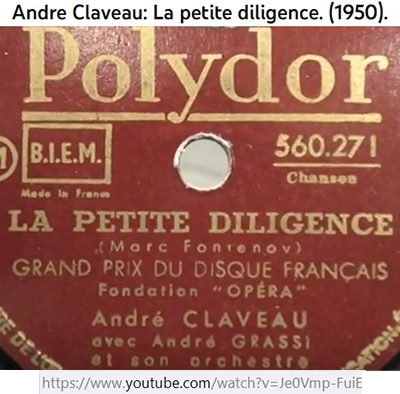 Andre Claveau: La petite diligence. (1950).
Polydor
B.I.E.M.
560.271
Made in France
Chanson
LA PETITE DILIGENCE
(Marc Fontenoy)
GRAND PRIX DU DISQUE FRANÇAIS
Fondation "OPÉRA"
André CLAVEAU
avec André GRASSI
et son orchestre
https://www.youtube.com/watch?v=Je0Vmp-FuiE